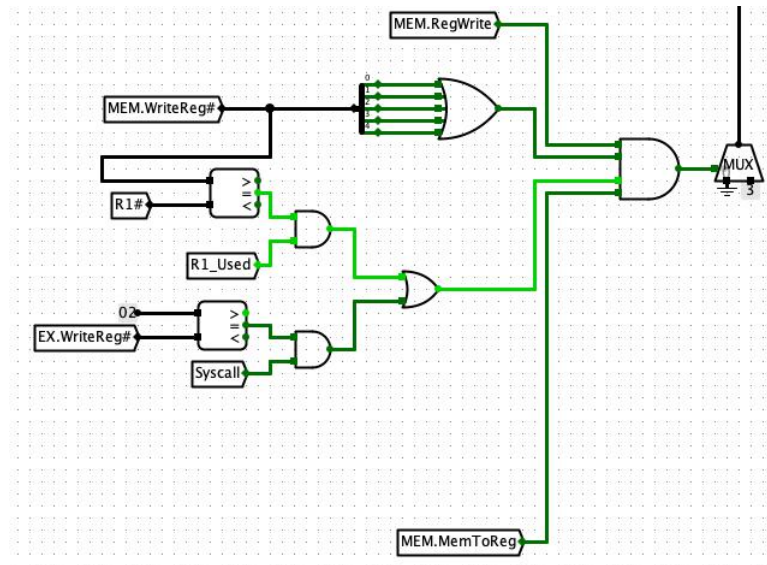 MEM.RegWrite
0
1
2
3
4
MEM.WriteReg#
MUX
3
>
=
<
R1#
R1_Used
02
>
=
<
EX.WriteReg#
Syscall
MEM.MemToReg